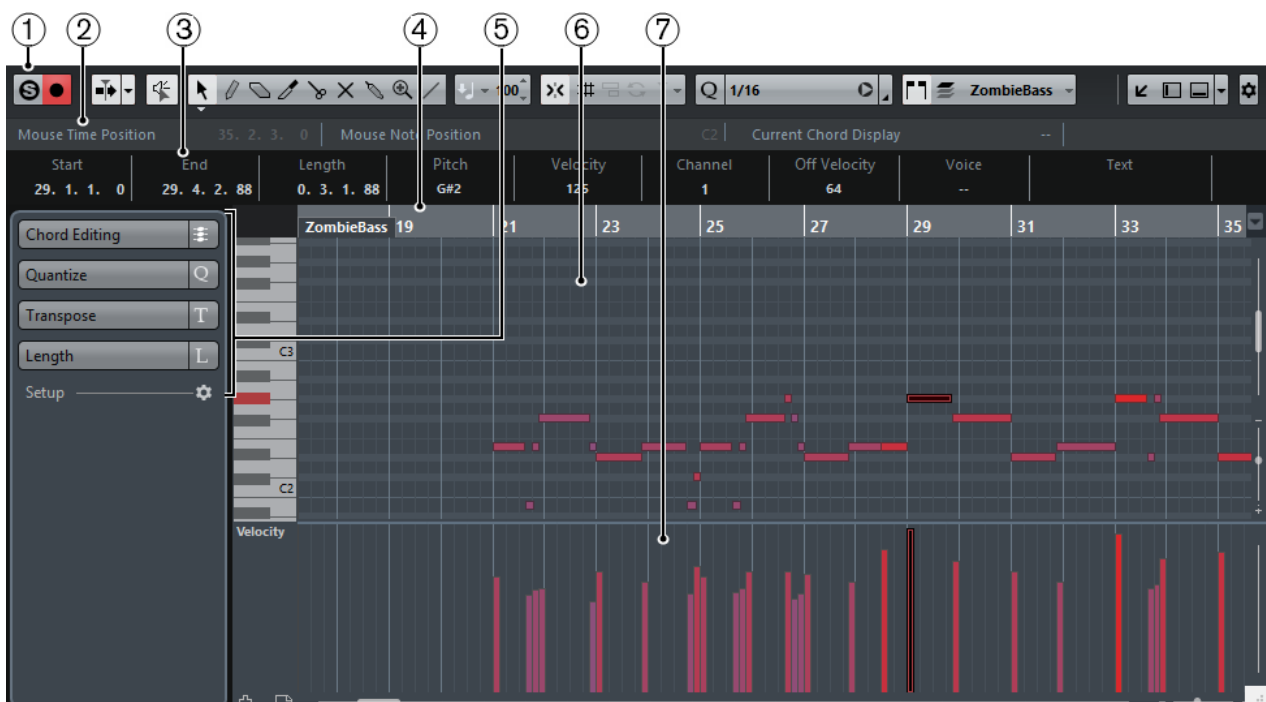 ① ② ③ ④ ⑤ ⑥ ⑦
S 100 Q 1/16 ZombieBass
Mouse Time Position 35. 2. 3. 0 Mouse Note Position C2 Current Chord Display --
Start End Length Pitch Velocity Channel Off Velocity Voice Text
29. 1. 1. 0 29. 4. 2. 88 0. 3. 1. 88 G#2 126 1 64 --
ZombieBass 19 21 23 25 27 29 31 33 35
Chord Editing
Quantize Q
Transpose T
Length L
C3
Setup
C2
Velocity